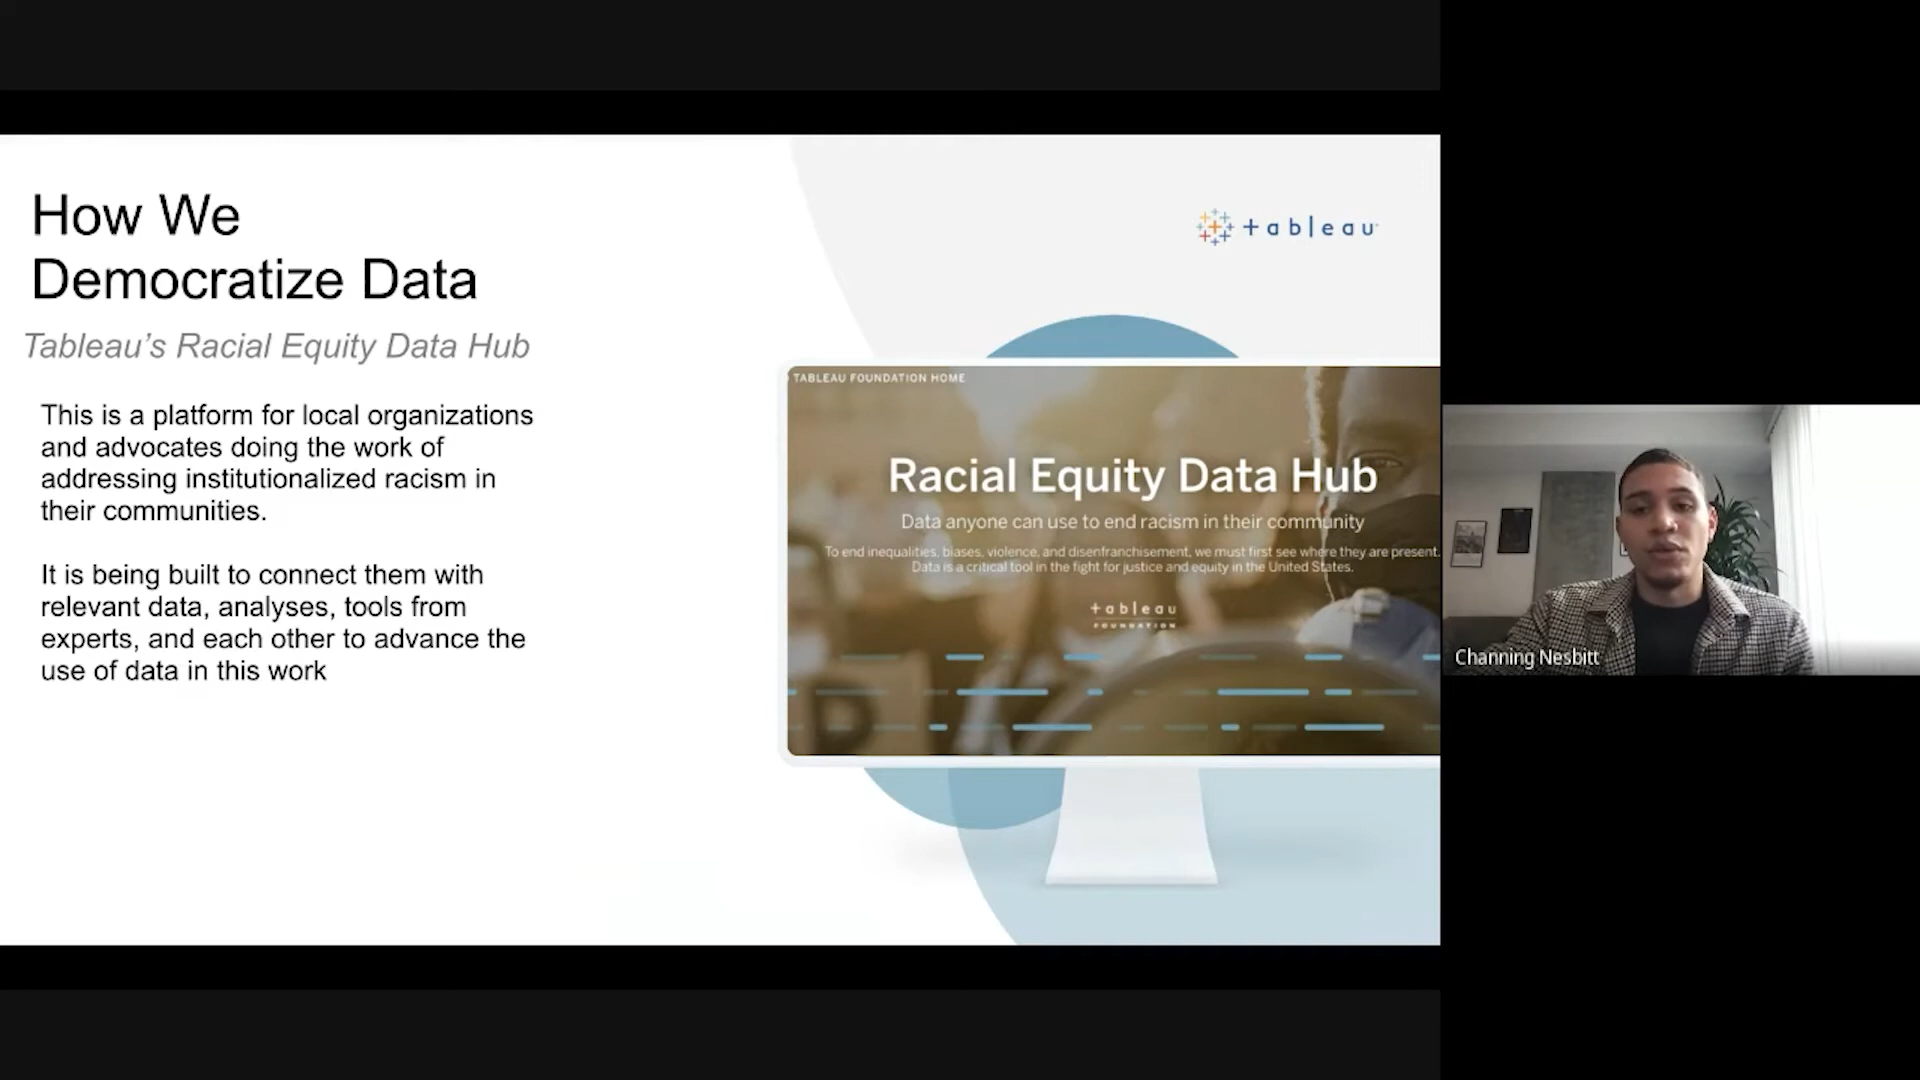 How We
Democratize Data
Tableau’s Racial Equity Data Hub
This is a platform for local organizations
and advocates doing the work of
addressing institutionalized racism in
their communities.
It is being built to connect them with
relevant data, analyses, tools from
experts, and each other to advance the
use of data in this work
tableau
TABLEAU FOUNDATION HOME
Racial Equity Data Hub
Data anyone can use to end racism in their community
To end inequalities, biases, violence, and disenfranchisement, we must first see where they are present.
Data is a critical tool in the fight for justice and equity in the United States.
tableau
FOUNDATION
Channing Nesbitt